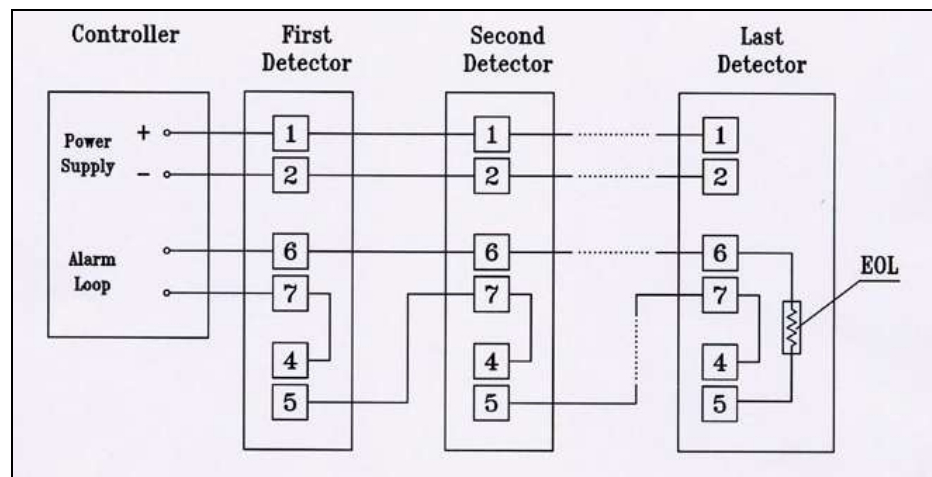 Controller
First
Detector
Second
Detector
Last
Detector
Power
Supply
+
-
Alarm
Loop
1
2
6
7
4
5
1
2
6
7
4
5
1
2
6
7
4
5
EOL